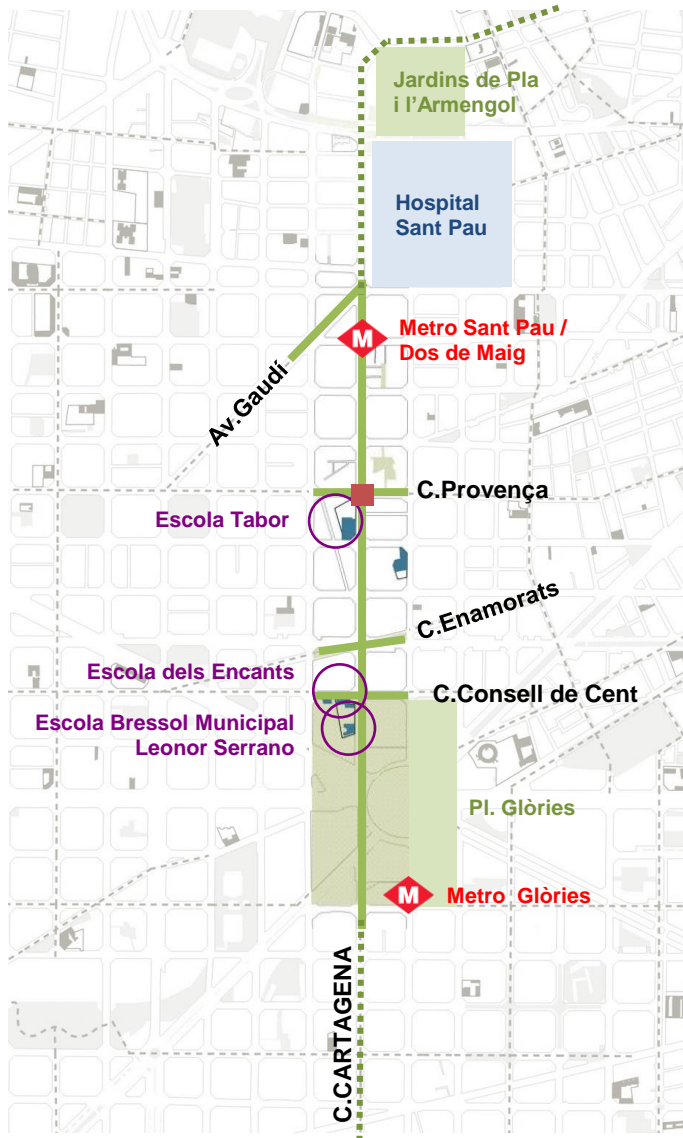 Jardins de Pla
i l’Armengol
Hospital
Sant Pau
M
Metro Sant Pau /
Dos de Maig
Av.Gaudí
C.Provença
Escola Tabor
C.Enamorats
Escola dels Encants
C.Consell de Cent
Escola Bressol Municipal
Leonor Serrano
Pl. Glòries
M
Metro Glòries
C.CARTAGENA